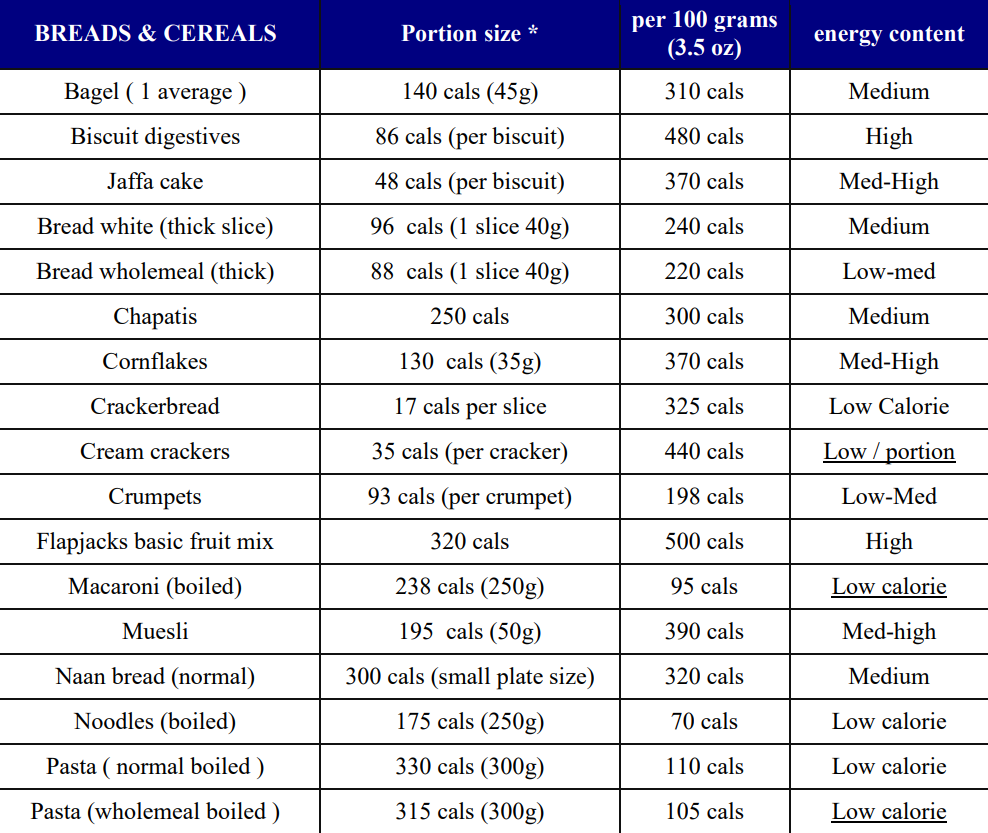 BREADS & CEREALS Portion size * per 100 grams (3.5 oz) energy content
Bagel ( 1 average ) 140 cals (45g) 310 cals Medium
Biscuit digestives 86 cals (per biscuit) 480 cals High
Jaffa cake 48 cals (per biscuit) 370 cals Med-High
Bread white (thick slice) 96 cals (1 slice 40g) 240 cals Medium
Bread wholemeal (thick) 88 cals (1 slice 40g) 220 cals Low-med
Chapatis 250 cals 300 cals Medium
Cornflakes 130 cals (35g) 370 cals Med-High
Crackerbread 17 cals per slice 325 cals Low Calorie
Cream crackers 35 cals (per cracker) 440 cals Low / portion
Crumpets 93 cals (per crumpet) 198 cals Low-Med
Flapjacks basic fruit mix 320 cals 500 cals High
Macaroni (boiled) 238 cals (250g) 95 cals Low calorie
Muesli 195 cals (50g) 390 cals Med-high
Naan bread (normal) 300 cals (small plate size) 320 cals Medium
Noodles (boiled) 175 cals (250g) 70 cals Low calorie
Pasta ( normal boiled ) 330 cals (300g) 110 cals Low calorie
Pasta (wholemeal boiled ) 315 cals (300g) 105 cals Low calorie